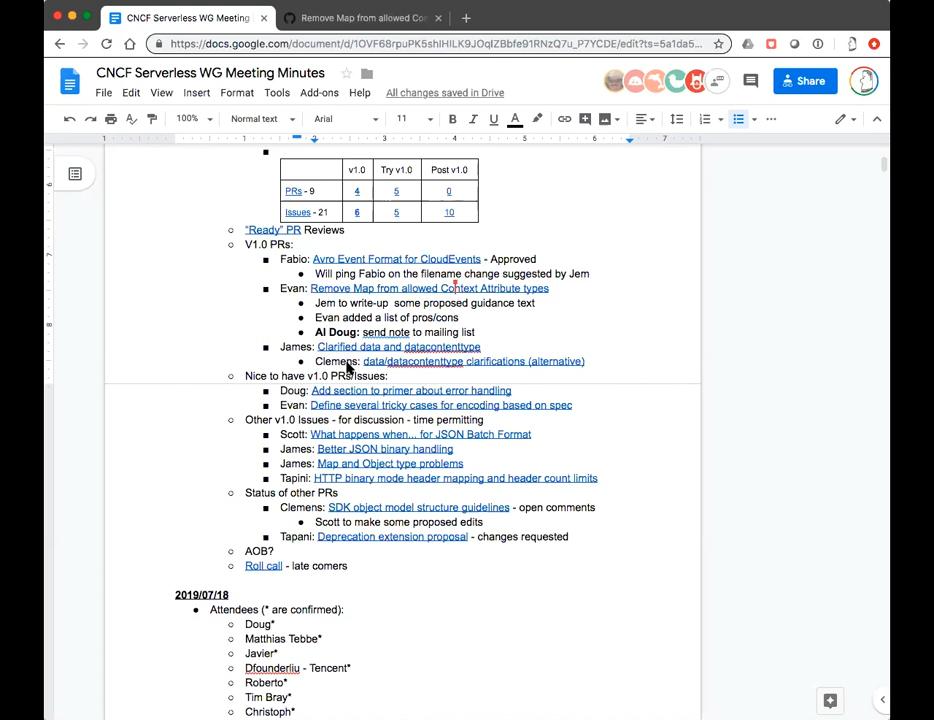 CNCF Serverless WG Meeting
Remove Map from allowed Con
https://docs.google.com/document/d/1OVF68rpuPK5shIHILK9JOqIZBbfe91RNzQ7u_P7YCDE/edit?ts=5a1da5...
CNCF Serverless WG Meeting Minutes
File Edit View Insert Format Tools Add-ons Help All changes saved in Drive
Share
100% Normal text Arial 11
1 1 2 3 4 5 6 7
v1.0 Try v1.0 Post v1.0
PRs - 9 4 5 0
Issues - 21 6 5 10
"Ready" PR Reviews
V1.0 PRs:
Fabio: Avro Event Format for CloudEvents - Approved
Will ping Fabio on the filename change suggested by Jem
Evan: Remove Map from allowed Context Attribute types
Jem to write-up some proposed guidance text
Evan added a list of pros/cons
AI Doug: send note to mailing list
James: Clarified data and datacontenttype
Clemens: data/datacontenttype clarifications (alternative)
Nice to have v1.0 PRs/Issues:
Doug: Add section to primer about error handling
Evan: Define several tricky cases for encoding based on spec
Other v1.0 Issues - for discussion - time permitting
Scott: What happens when... for JSON Batch Format
James: Better JSON binary handling
James: Map and Object type problems
Tapini: HTTP binary mode header mapping and header count limits
Status of other PRs
Clemens: SDK object model structure guidelines - open comments
Scott to make some proposed edits
Tapani: Deprecation extension proposal - changes requested
AOB?
Roll call - late comers
2019/07/18
Attendees (* are confirmed):
Doug*
Matthias Tebbe*
Javier*
Dfounderliu - Tencent*
Roberto*
Tim Bray*
Christoph*